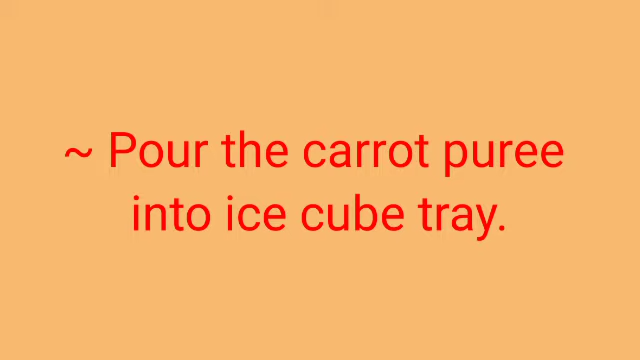 ~ Pour the carrot puree
into ice cube tray.